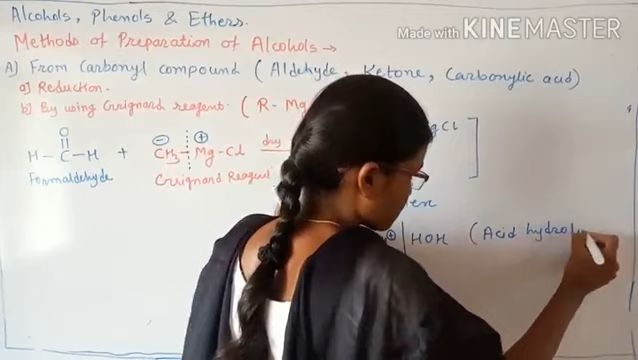 Alcohols, Phenols & Ethers.
Made with KINEMASTER
Methods of Preparation of Alcohols →
A) From Carbonyl compound (Aldehyde, Ketone, Carboxylic acid)
a) Reduction.
b) By using Grignard reagent. (R - Mg
O
H - C - H + CH3 - Mg - Cl dry
Formaldehyde Grignard Reagent
HOH (Acid hydrol